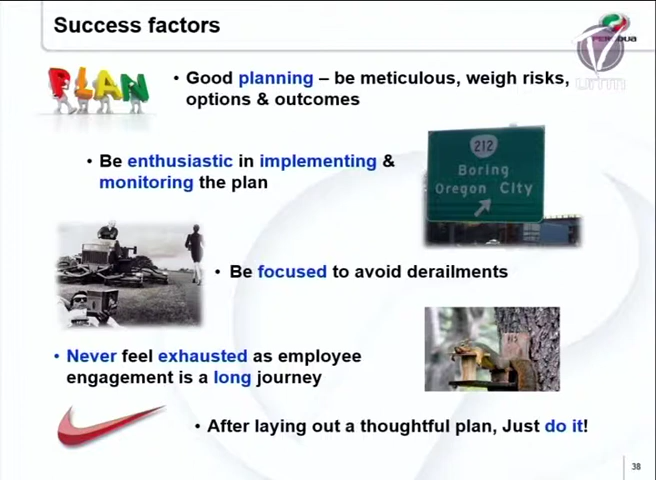 Success factors
PLAN
• Good planning – be meticulous, weigh risks,
options & outcomes
• Be enthusiastic in implementing &
monitoring the plan
212
Boring
Oregon City
• Be focused to avoid derailments
• Never feel exhausted as employee
engagement is a long journey
• After laying out a thoughtful plan, Just do it!
38